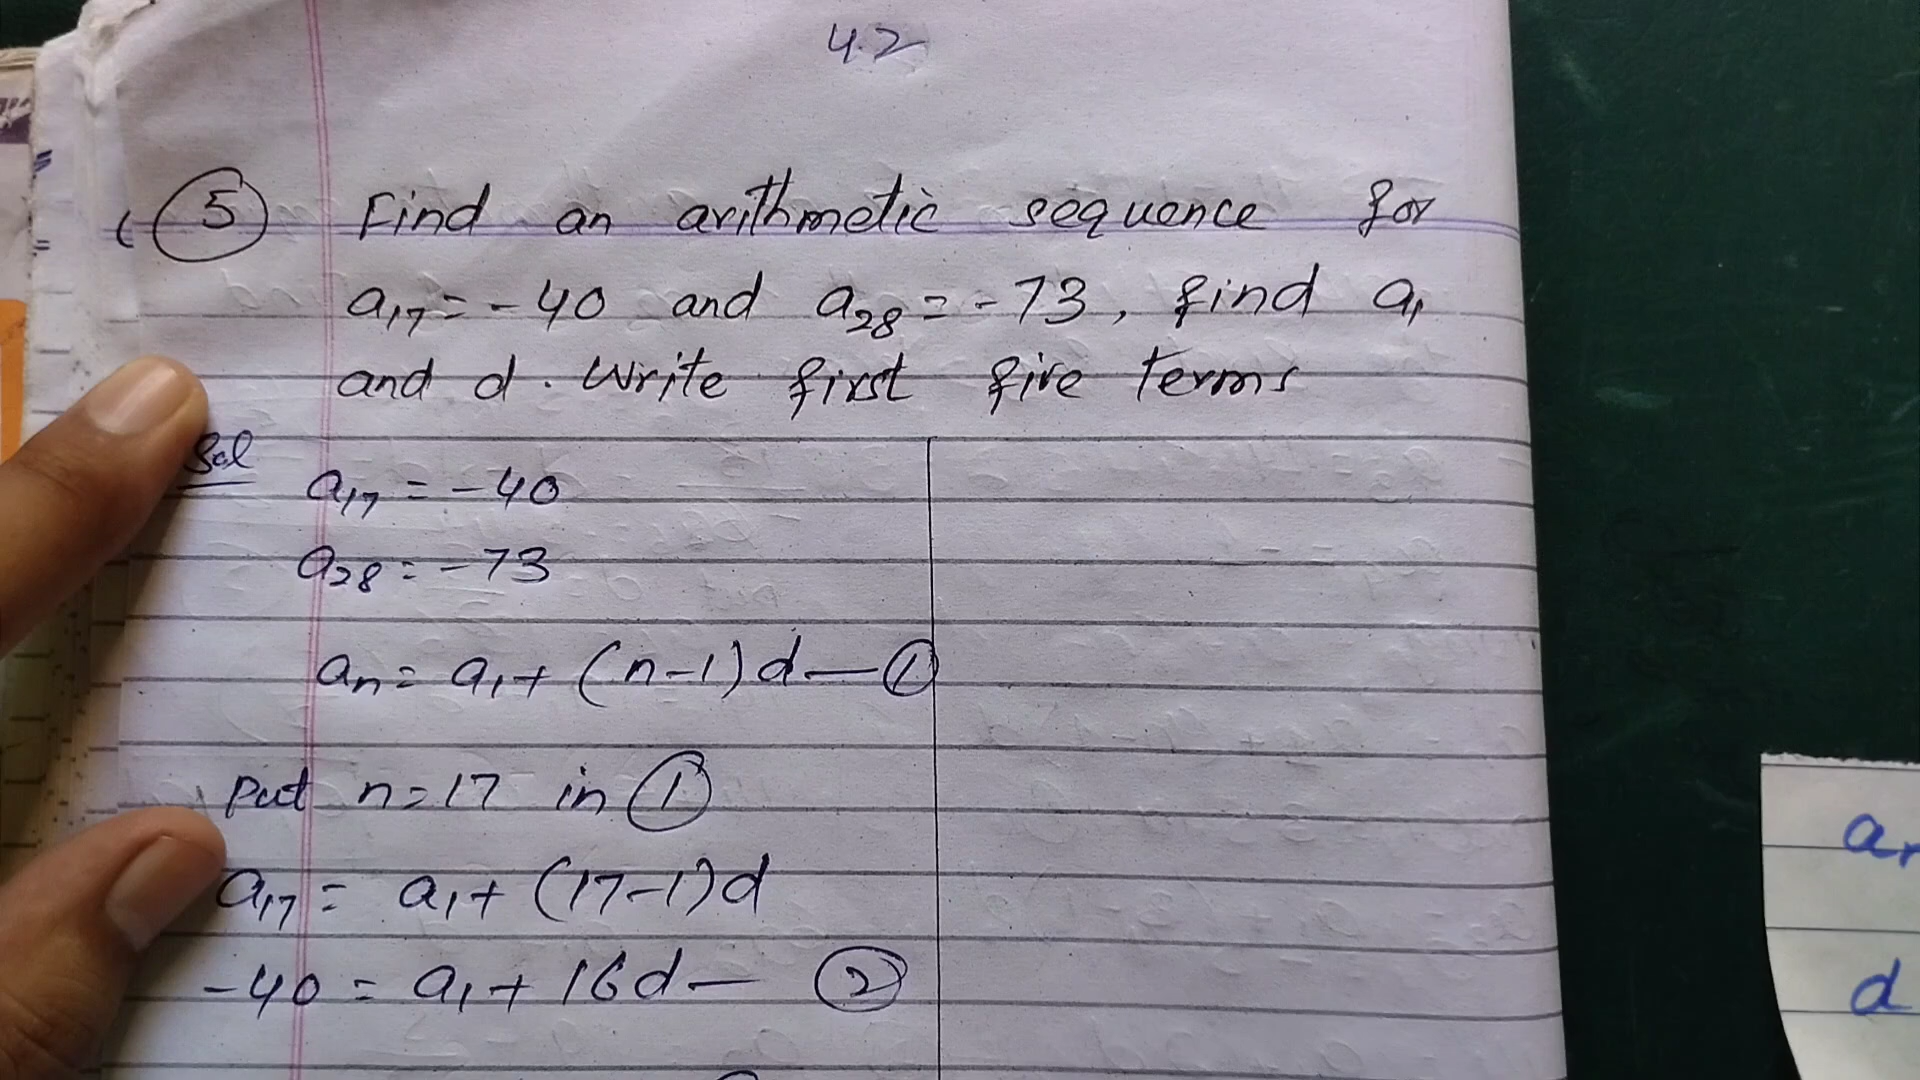 4.2
5 Find an arithmetic sequence for
a₁₇ = -40 and a₂₈ = -73, find a₁
and d. Write first five terms
Sol
a₁₇ = -40
a₂₈ = -73
aₙ = a₁ + (n-1)d — ①
Put n=17 in ①
a₁₇ = a₁ + (17-1)d
-40 = a₁ + 16d — ②
d